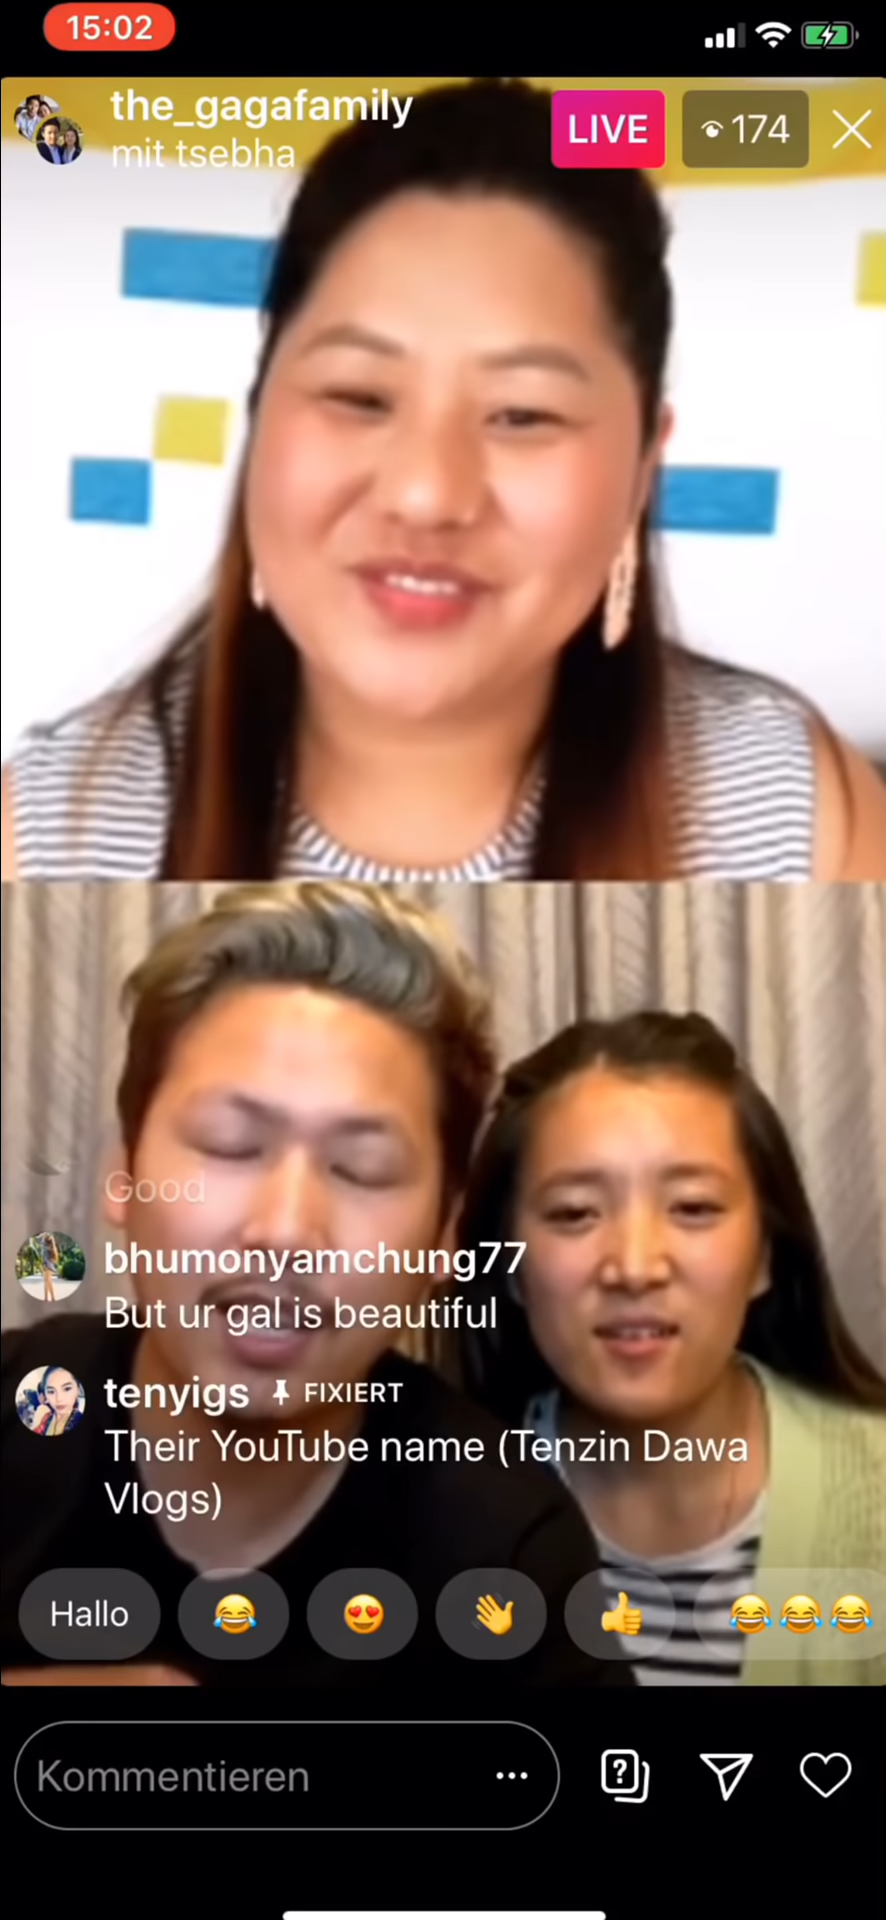 15:02
the_gagafamily
mit tsebha
LIVE
174
Good
bhumonyamchung77
But ur gal is beautiful
tenyigs FIXIERT
Their YouTube name (Tenzin Dawa
Vlogs)
Hallo
Kommentieren